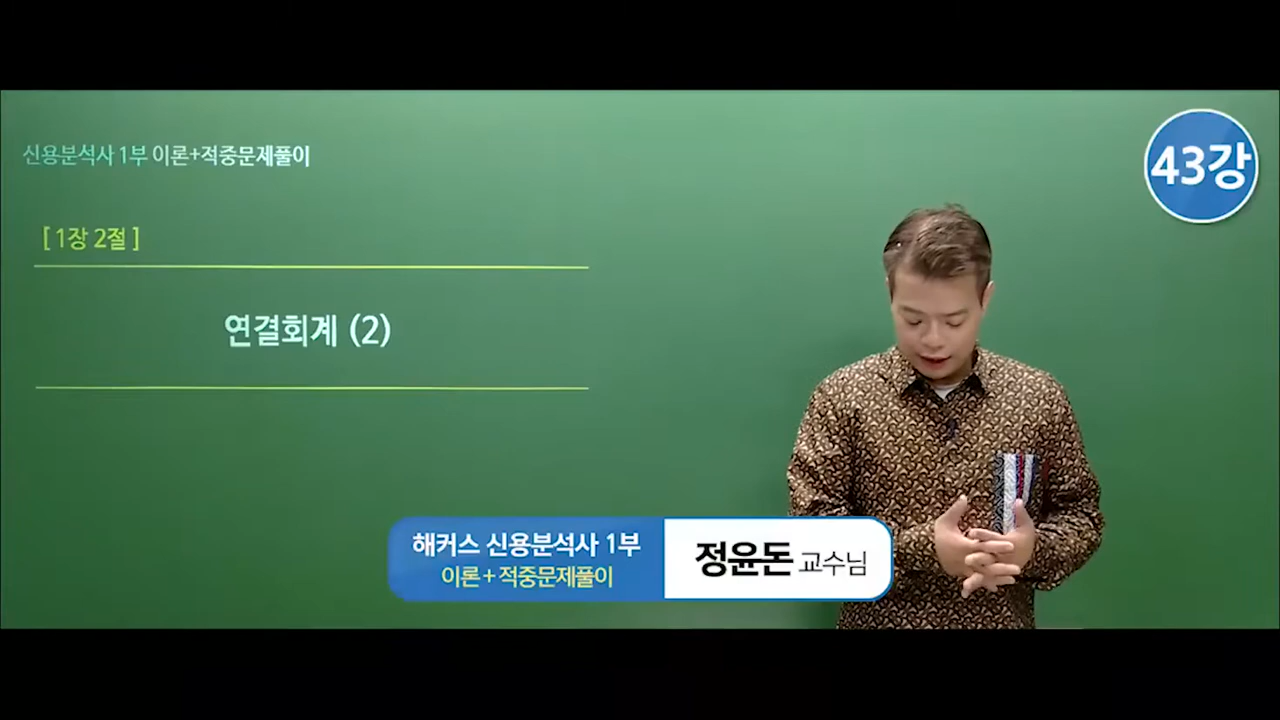 신용분석사 1부 이론+적중문제풀이
43강
[ 1장 2절 ]
연결회계 (2)
해커스 신용분석사 1부
이론 + 적중문제풀이
정윤돈 교수님